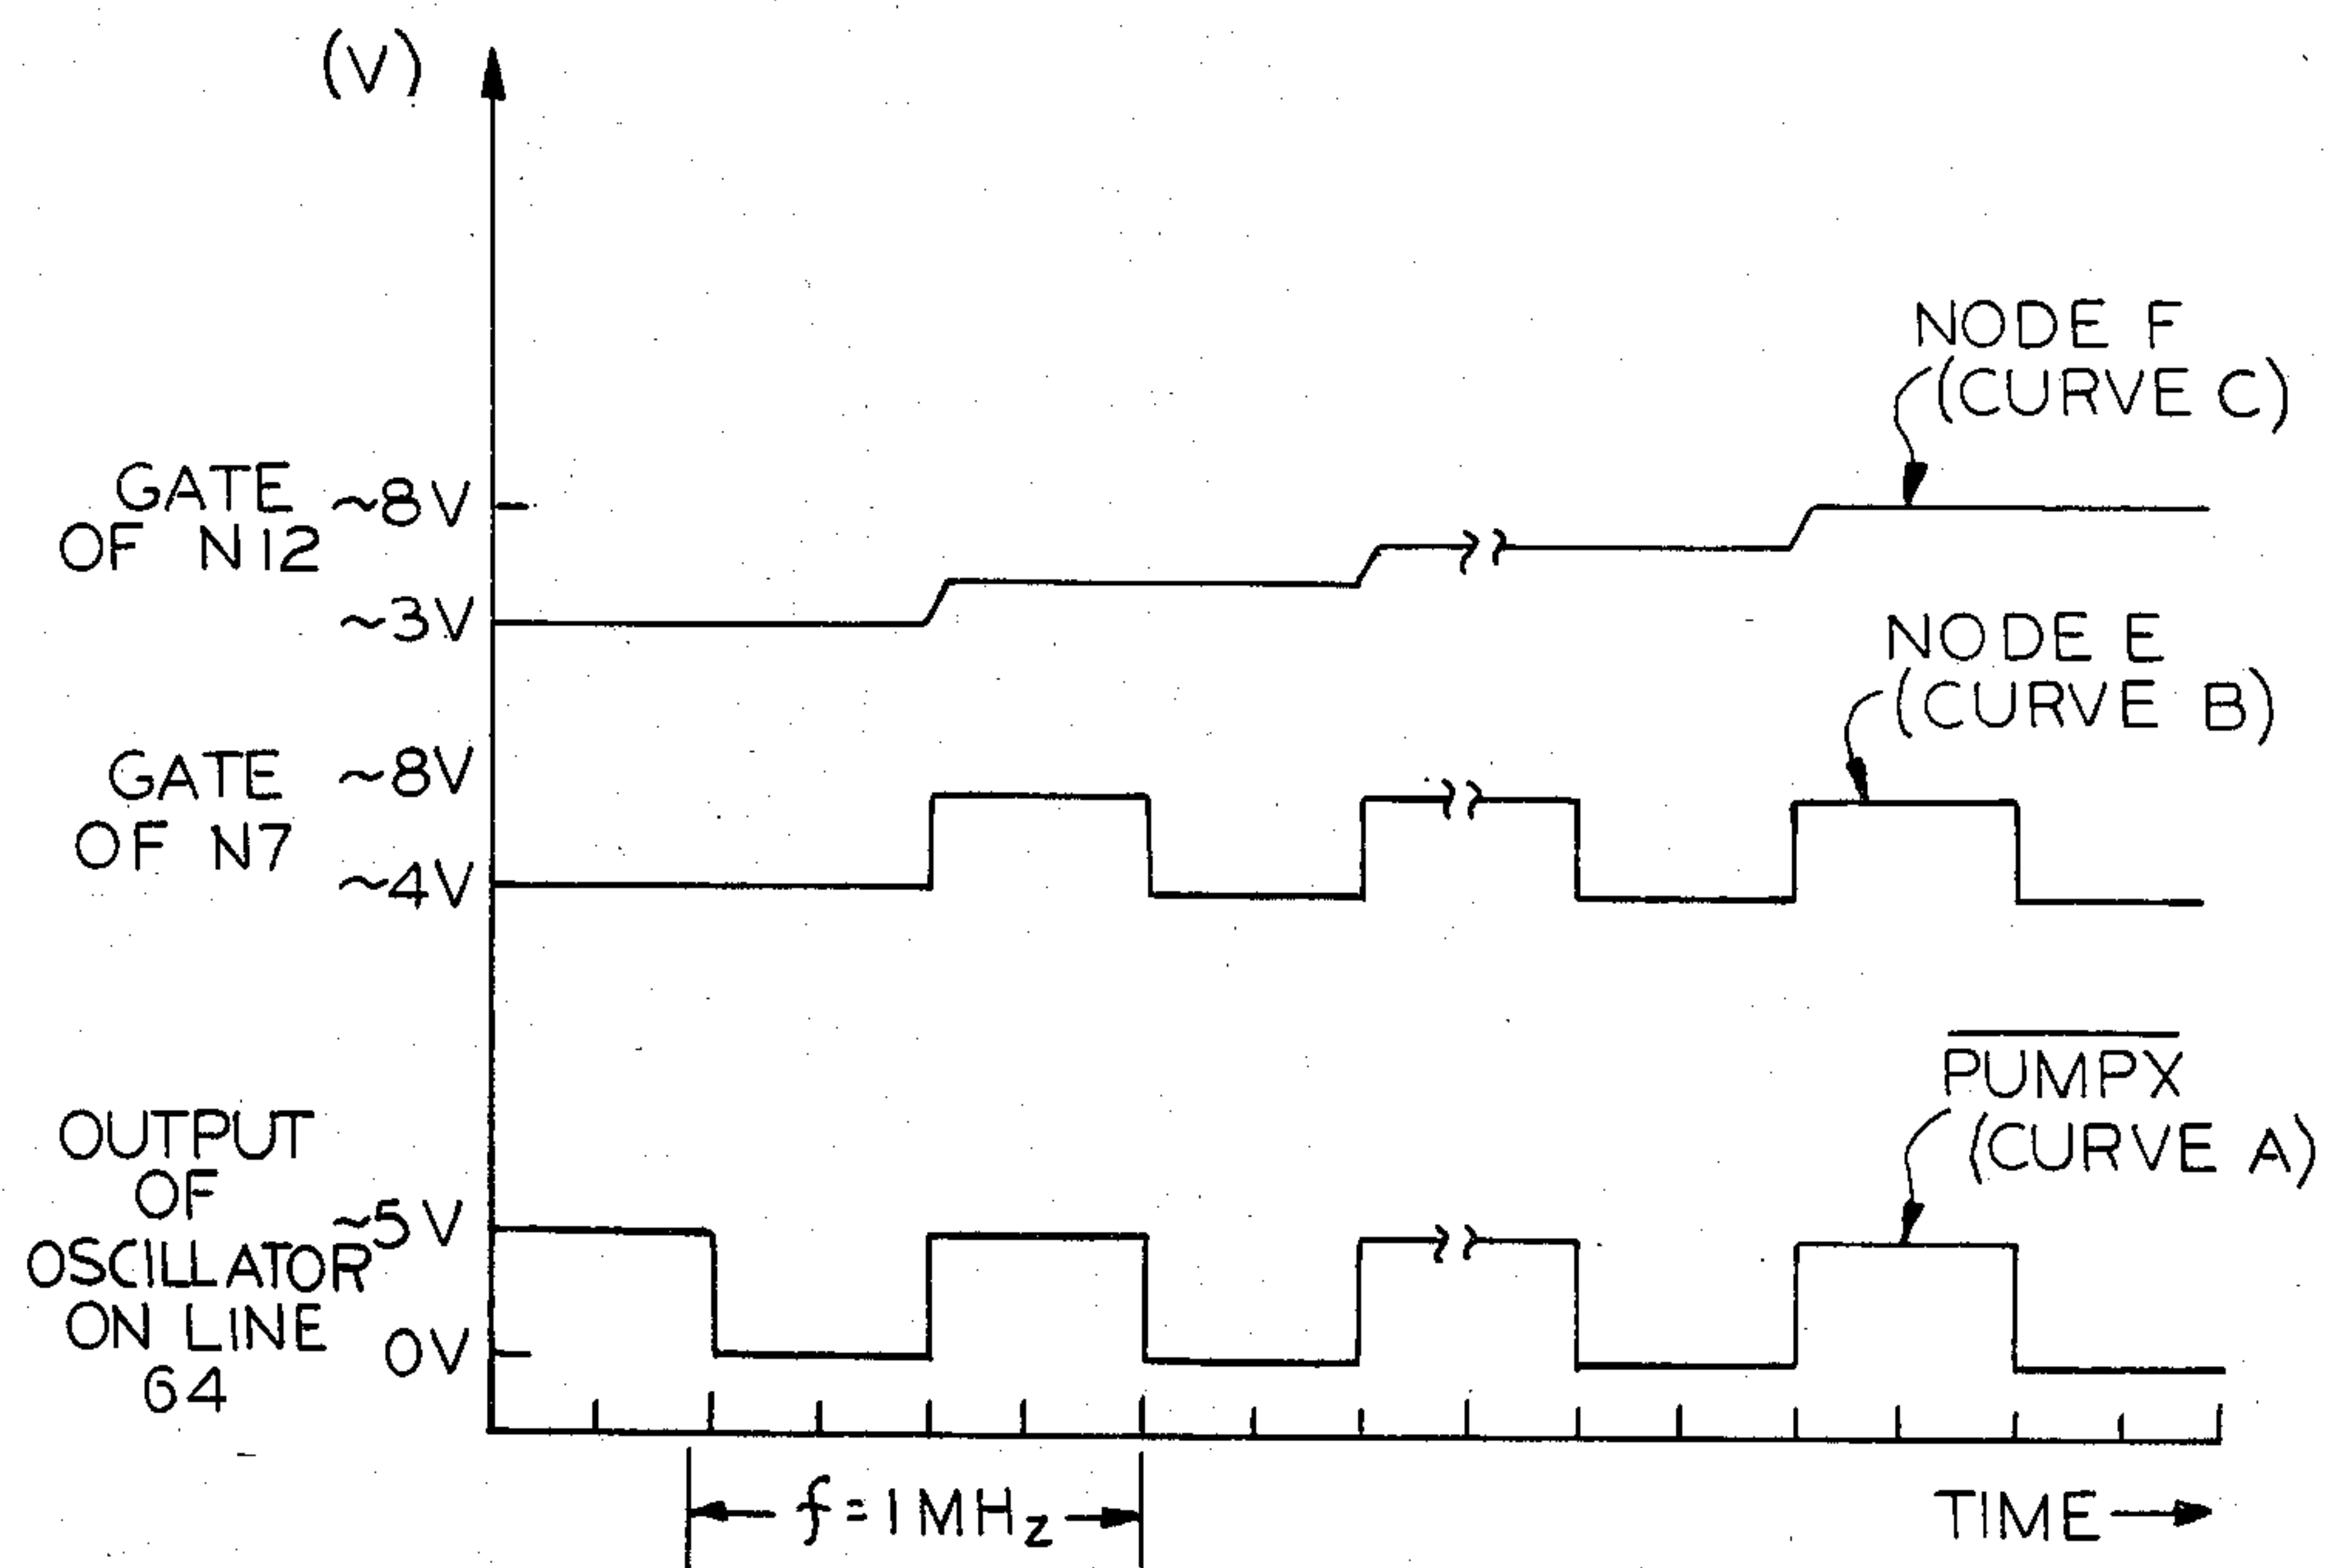 (V)
NODE F
(CURVE C)
GATE
OF N12
~8V
~3V
NODE E
(CURVE B)
GATE
OF N7
~8V
~4V
PUMPX
(CURVE A)
OUTPUT
OF
OSCILLATOR
ON LINE
64
~5V
0V
f=1MHz
TIME